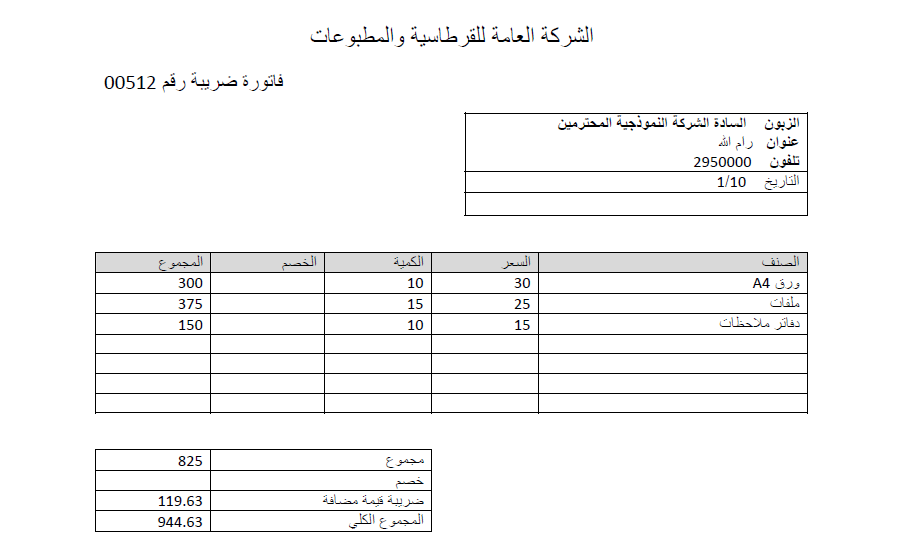 الشركة العامة للقرطاسية والمطبوعات
فاتورة ضريبة رقم 00512
الزبون السادة الشركة النموذجية المحترمين
عنوان رام الله
تلفون 2950000
التاريخ 1/10
الصنف السعر الكمية الخصم المجموع
ورق A4 30 10 300
ملفات 25 15 375
دفاتر ملاحظات 15 10 150
مجموع 825
خصم
ضريبة قيمة مضافة 119.63
المجموع الكلي 944.63